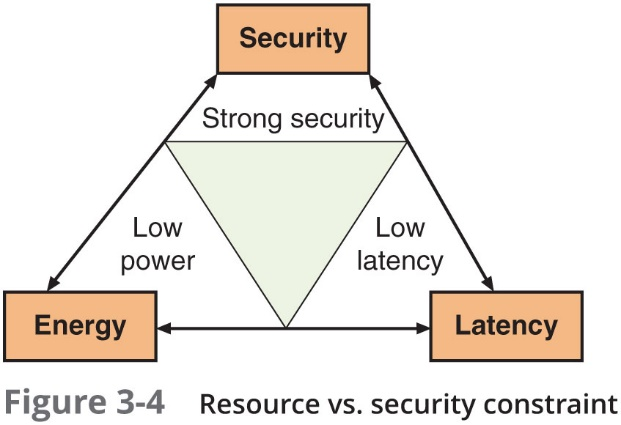 Security
Strong security
Low
power
Low
latency
Energy
Latency
Figure 3-4 Resource vs. security constraint